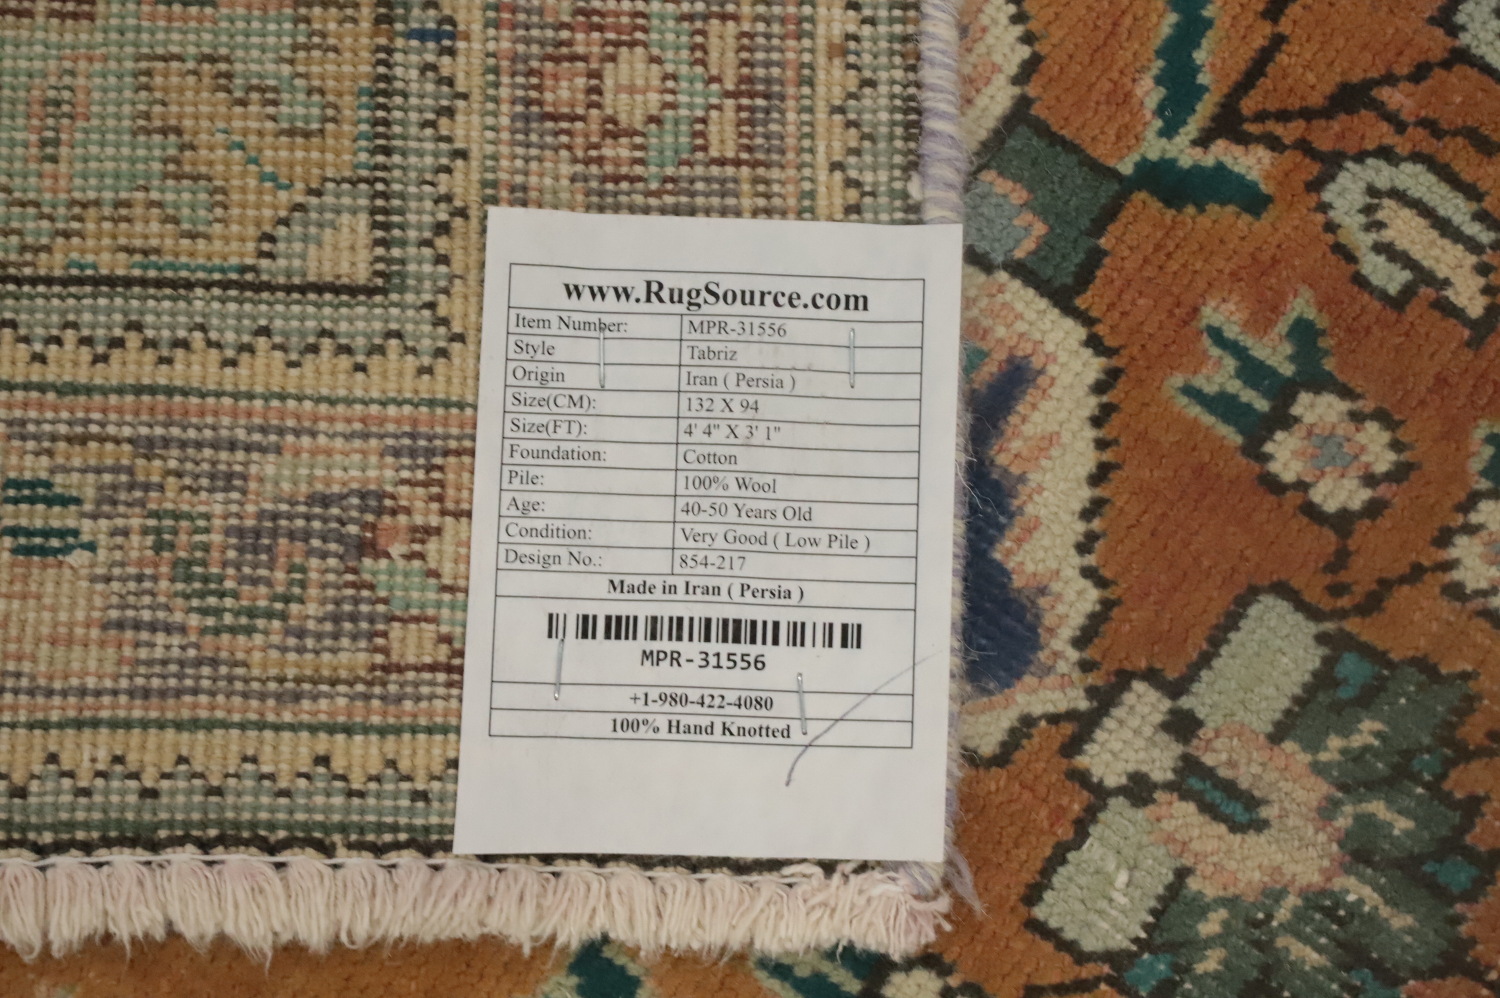 www.RugSource.com
Item Number: MPR-31556
Style Tabriz
Origin Iran ( Persia )
Size(CM): 132 X 94
Size(FT): 4' 4" X 3' 1"
Foundation: Cotton
Pile: 100% Wool
Age: 40-50 Years Old
Condition: Very Good ( Low Pile )
Design No.: 854-217
Made in Iran ( Persia )
MPR-31556
+1-980-422-4080
100% Hand Knotted